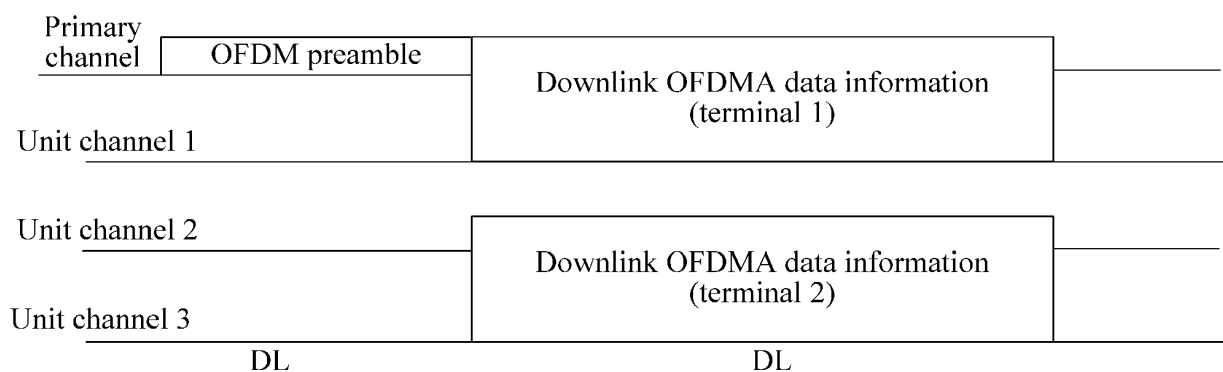 Primary
channel
OFDM preamble
Downlink OFDMA data information
(terminal 1)
Unit channel 1
Unit channel 2
Downlink OFDMA data information
(terminal 2)
Unit channel 3
DL
DL